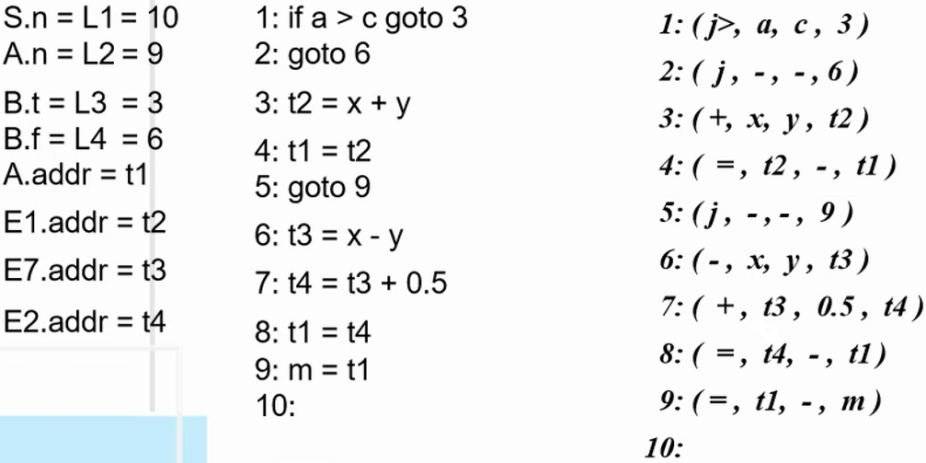 S.n = L1 = 10
A.n = L2 = 9
B.t = L3 = 3
B.f = L4 = 6
A.addr = t1
E1.addr = t2
E7.addr = t3
E2.addr = t4
1: if a > c goto 3
2: goto 6
3: t2 = x + y
4: t1 = t2
5: goto 9
6: t3 = x - y
7: t4 = t3 + 0.5
8: t1 = t4
9: m = t1
10:
1: (j>, a, c, 3)
2: (j, -, -, 6)
3: (+, x, y, t2)
4: (=, t2, -, t1)
5: (j, -, -, 9)
6: (-, x, y, t3)
7: (+, t3, 0.5, t4)
8: (=, t4, -, t1)
9: (=, t1, -, m)
10: